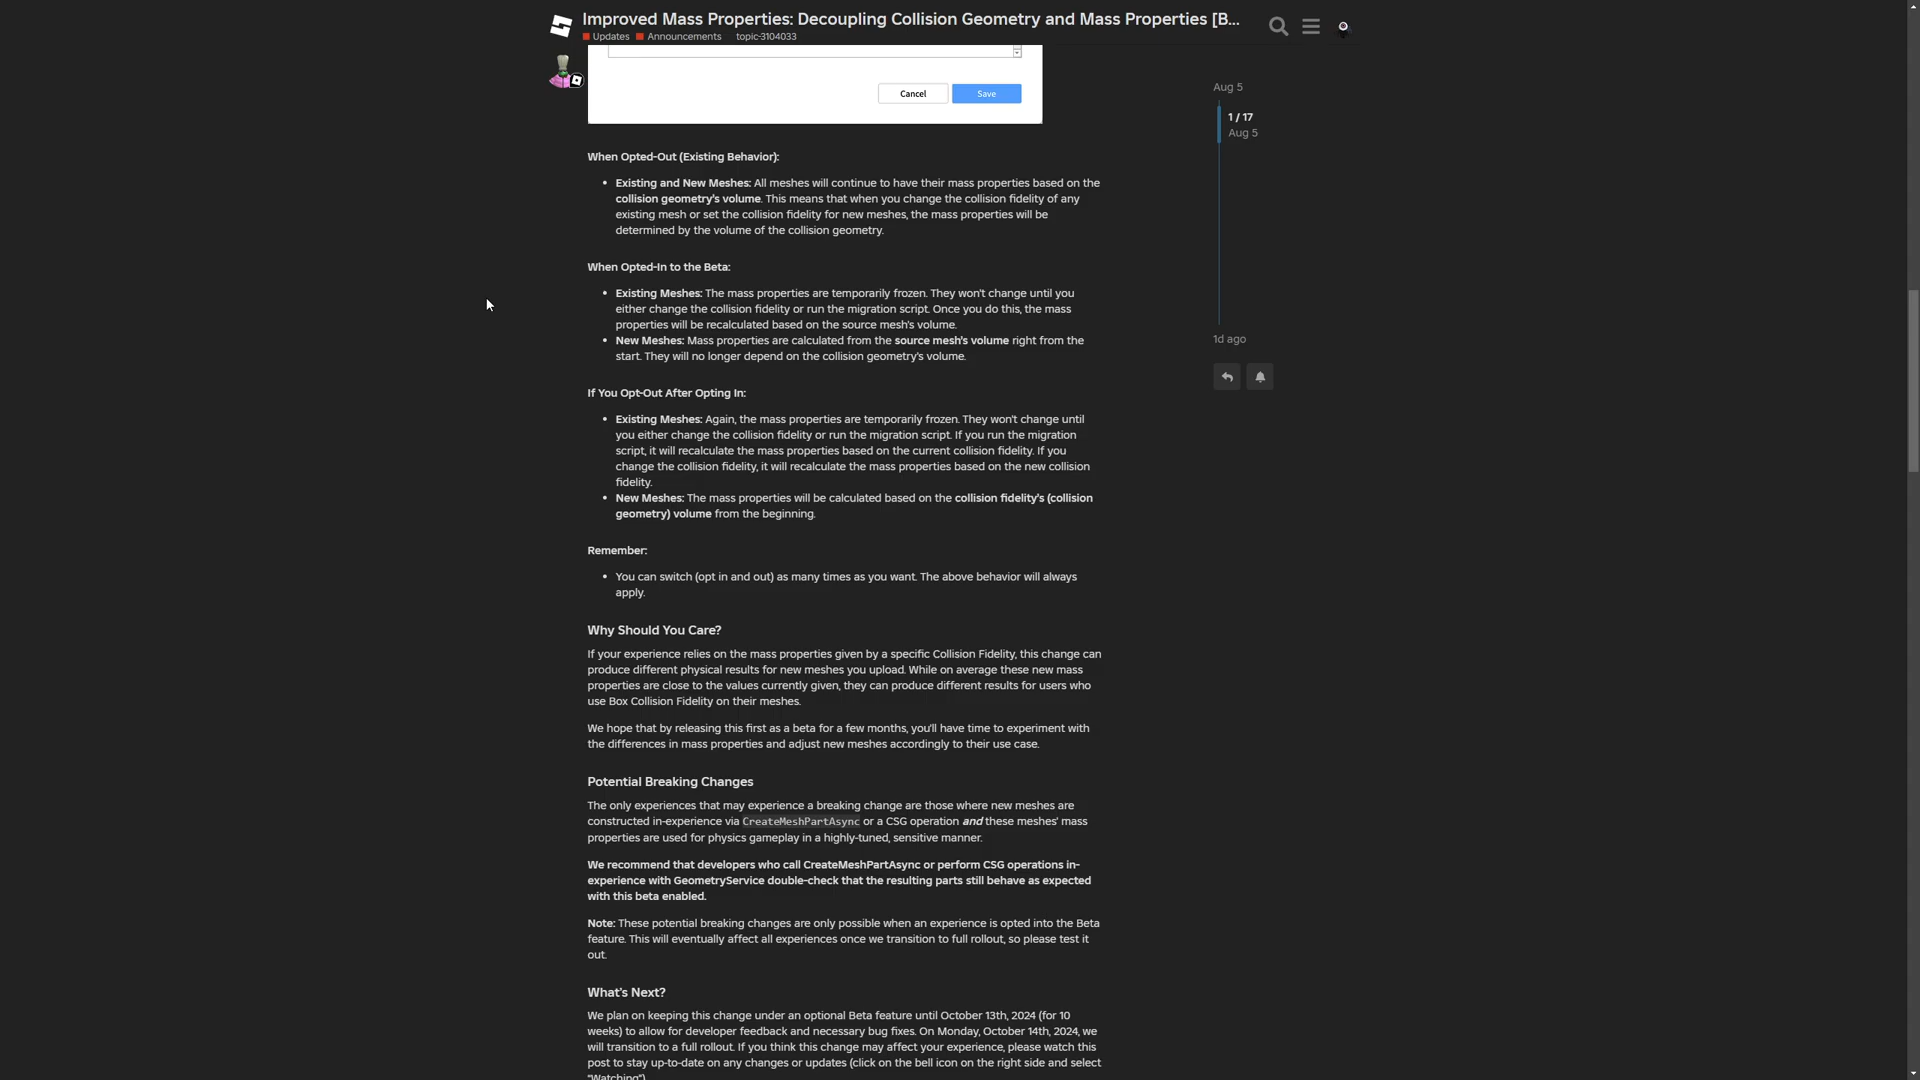 Improved Mass Properties: Decoupling Collision Geometry and Mass Properties [B...
Updates Announcements topic-3104033
Cancel Save
Aug 5
1 / 17
Aug 5
1d ago
When Opted-Out (Existing Behavior):
• Existing and New Meshes: All meshes will continue to have their mass properties based on the
collision geometry's volume. This means that when you change the collision fidelity of any
existing mesh or set the collision fidelity for new meshes, the mass properties will be
determined by the volume of the collision geometry.
When Opted-In to the Beta:
• Existing Meshes: The mass properties are temporarily frozen. They won't change until you
either change the collision fidelity or run the migration script. Once you do this, the mass
properties will be recalculated based on the source mesh's volume.
• New Meshes: Mass properties are calculated from the source mesh's volume right from the
start. They will no longer depend on the collision geometry's volume.
If You Opt-Out After Opting In:
• Existing Meshes: Again, the mass properties are temporarily frozen. They won't change until
you either change the collision fidelity or run the migration script. If you run the migration
script, it will recalculate the mass properties based on the current collision fidelity. If you
change the collision fidelity, it will recalculate the mass properties based on the new collision
fidelity.
• New Meshes: The mass properties will be calculated based on the collision fidelity's (collision
geometry) volume from the beginning.
Remember:
• You can switch (opt in and out) as many times as you want. The above behavior will always
apply.
Why Should You Care?
If your experience relies on the mass properties given by a specific Collision Fidelity, this change can
produce different physical results for new meshes you upload. While on average these new mass
properties are close to the values currently given, they can produce different results for users who
use Box Collision Fidelity on their meshes.
We hope that by releasing this first as a beta for a few months, you'll have time to experiment with
the differences in mass properties and adjust new meshes accordingly to their use case.
Potential Breaking Changes
The only experiences that may experience a breaking change are those where new meshes are
constructed in-experience via CreateMeshPartAsync or a CSG operation and these meshes' mass
properties are used for physics gameplay in a highly-tuned, sensitive manner.
We recommend that developers who call CreateMeshPartAsync or perform CSG operations in-
experience with GeometryService double-check that the resulting parts still behave as expected
with this beta enabled.
Note: These potential breaking changes are only possible when an experience is opted into the Beta
feature. This will eventually affect all experiences once we transition to full rollout, so please test it
out.
What's Next?
We plan on keeping this change under an optional Beta feature until October 13th, 2024 (for 10
weeks) to allow for developer feedback and necessary bug fixes. On Monday, October 14th, 2024, we
will transition to a full rollout. If you think this change may affect your experience, please watch this
post to stay up-to-date on any changes or updates (click on the bell icon on the right side and select
"Watching")